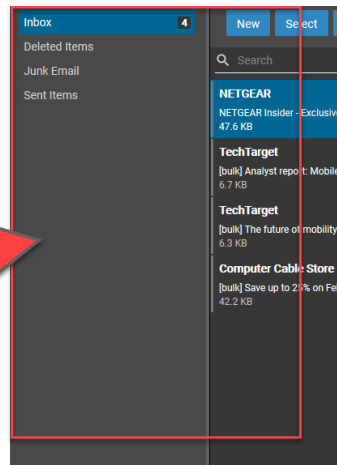 Inbox 4
Deleted Items
Junk Email
Sent Items
New Select
Search
NETGEAR
NETGEAR Insider - Exclusive
47.6 KB
TechTarget
[bulk] Analyst report: Mobile
6.7 KB
TechTarget
[bulk] The future of mobility
6.3 KB
Computer Cable Store
[bulk] Save up to 25% on Fe
42.2 KB